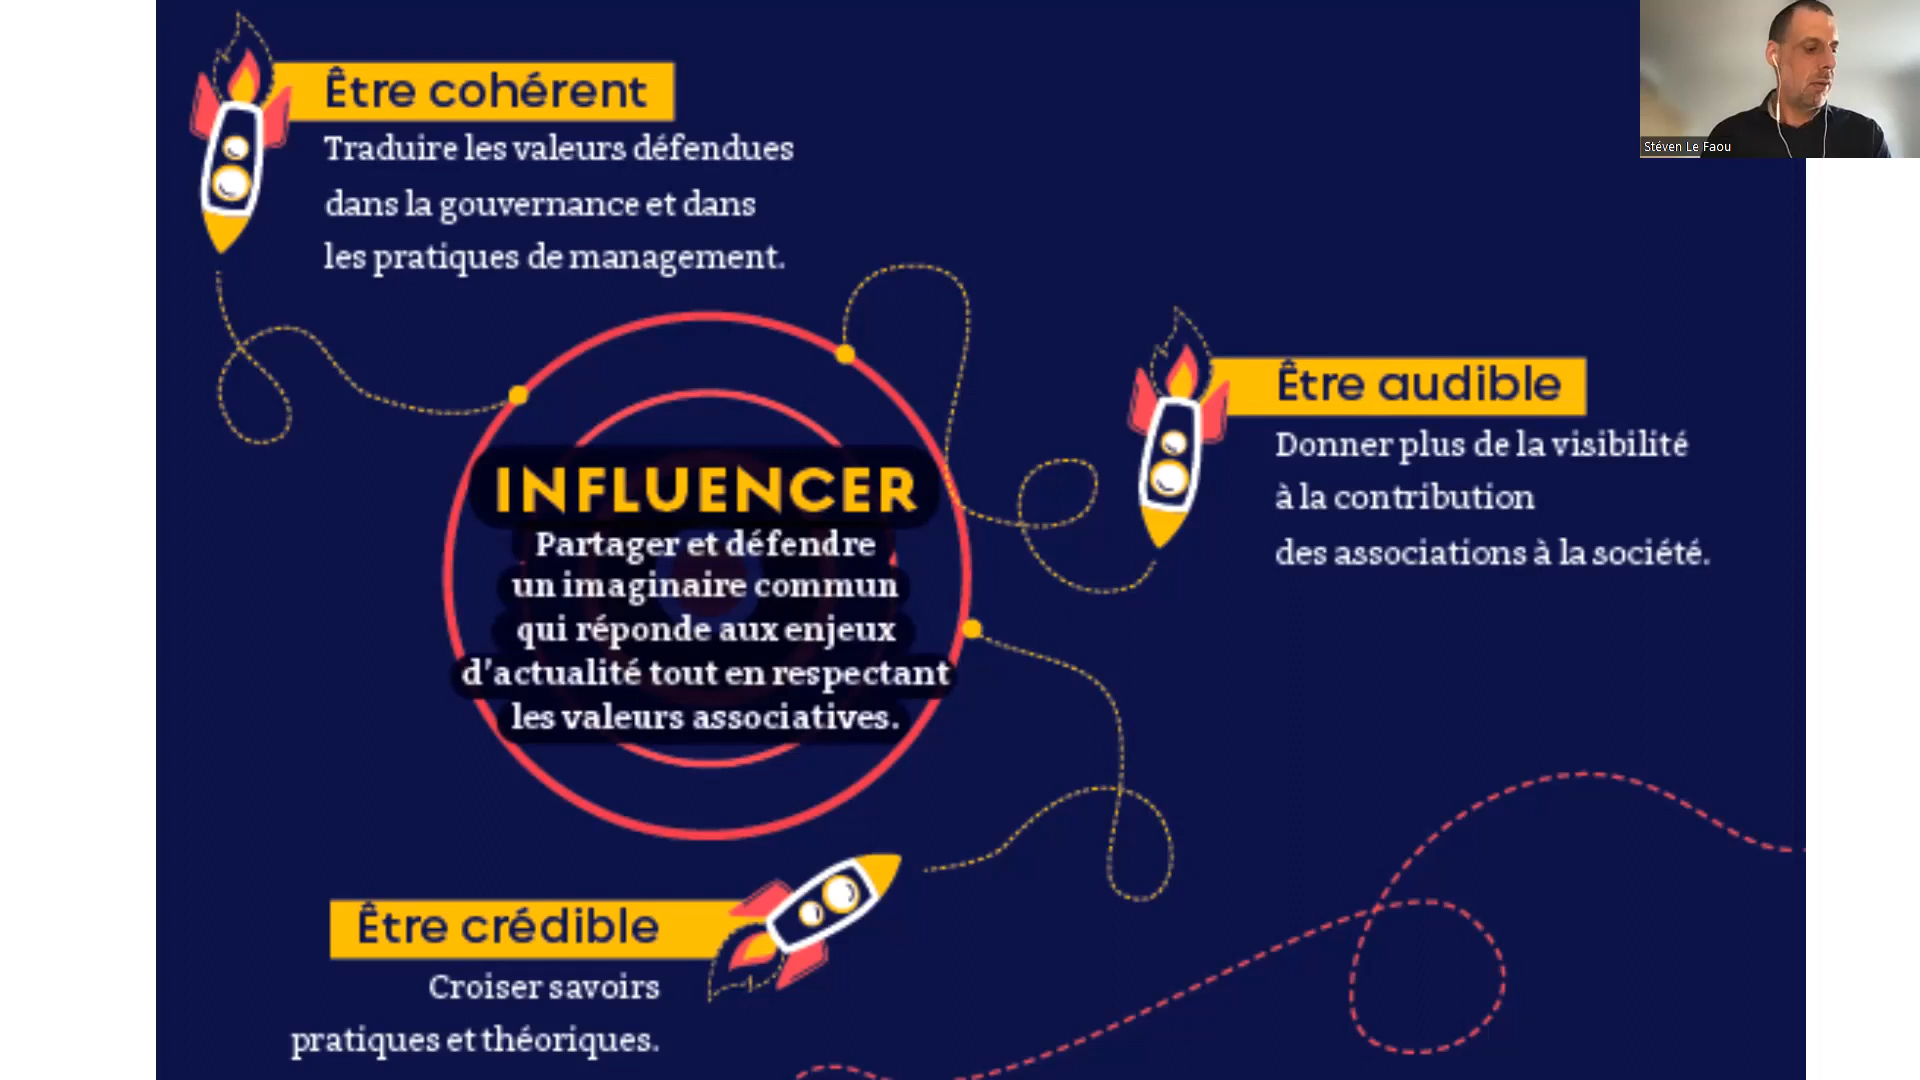 Être cohérent
Traduire les valeurs défendues
dans la gouvernance et dans
les pratiques de management.
Stéven Le Faou
Être audible
Donner plus de la visibilité
à la contribution
des associations à la société.
INFLUENCER
Partager et défendre
un imaginaire commun
qui réponde aux enjeux
d'actualité tout en respectant
les valeurs associatives.
Être crédible
Croiser savoirs
pratiques et théoriques.